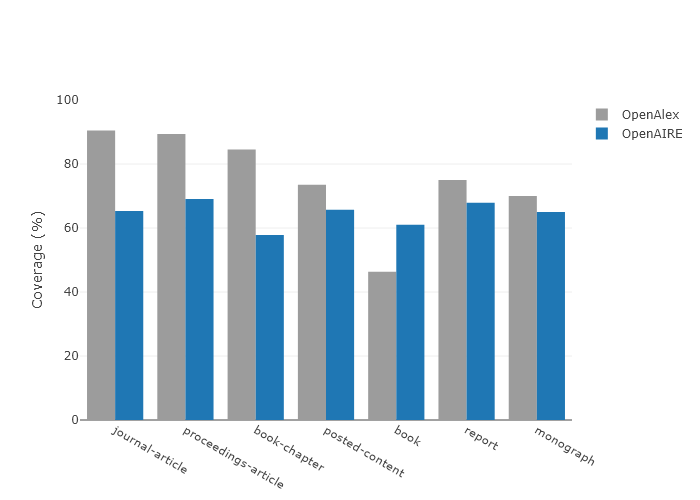 100
80
60
40
20
0
Coverage (%)
journal-article
proceedings-article
book-chapter
posted-content
book
report
monograph
OpenAlex
OpenAIRE